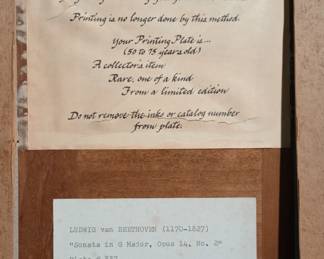 Printing is no longer done by this method.
Your Printing Plate is...
(50 to 75 years old)
A collector's item
Rare, one of a kind
From a limited edition
Do not remove the inks or catalog number
from plate.
LUDWIG van BEETHOVEN (1170-1827)
"Sonata in G Major, Opus 14, No. 2"